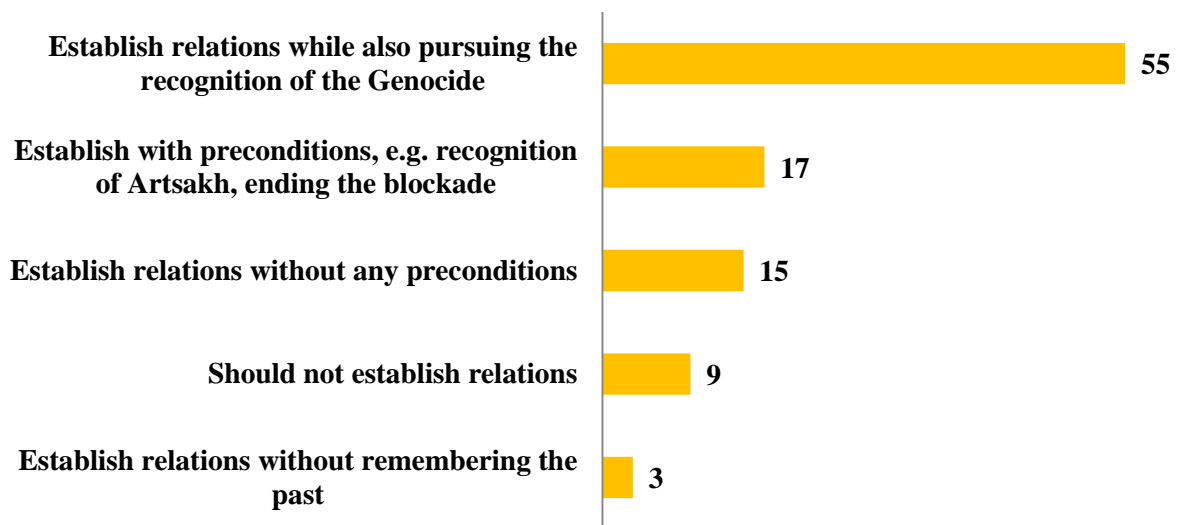 Establish relations while also pursuing the
recognition of the Genocide
55
Establish with preconditions, e.g. recognition
of Artsakh, ending the blockade
17
Establish relations without any preconditions
15
Should not establish relations
9
Establish relations without remembering the
past
3